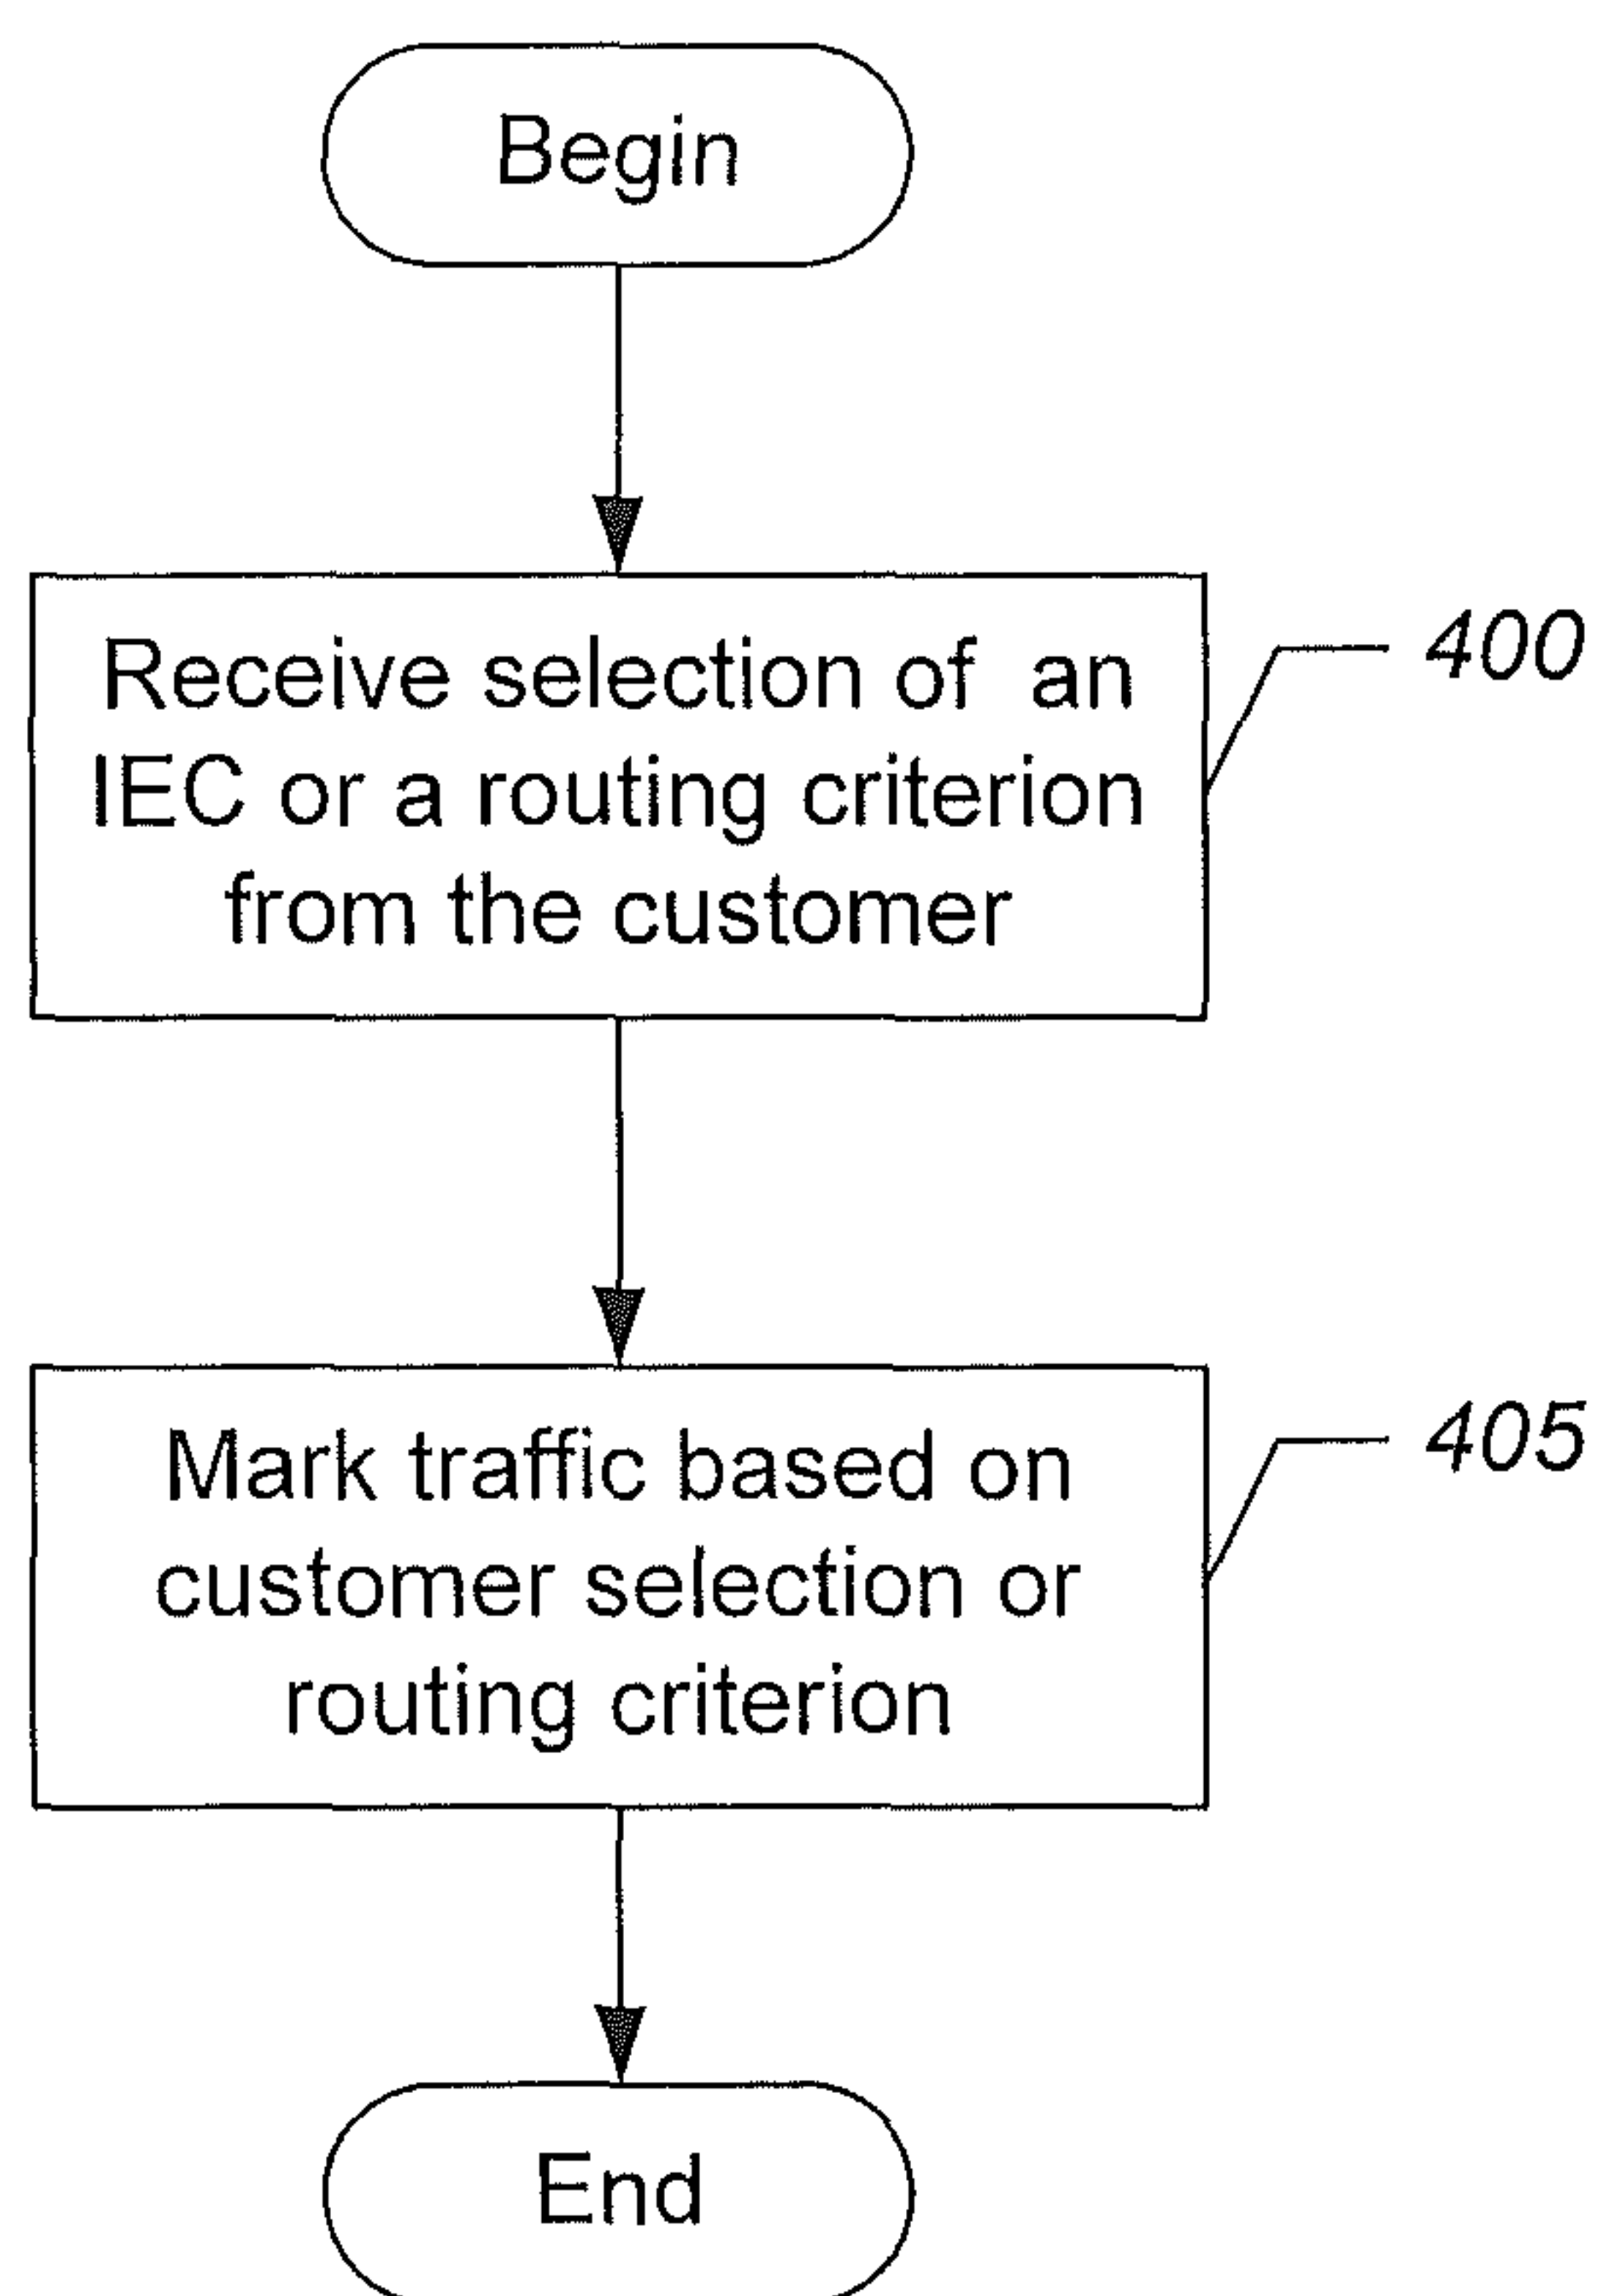 Begin
Receive selection of an
IEC or a routing criterion
from the customer
400
Mark traffic based on
customer selection or
routing criterion
405
End